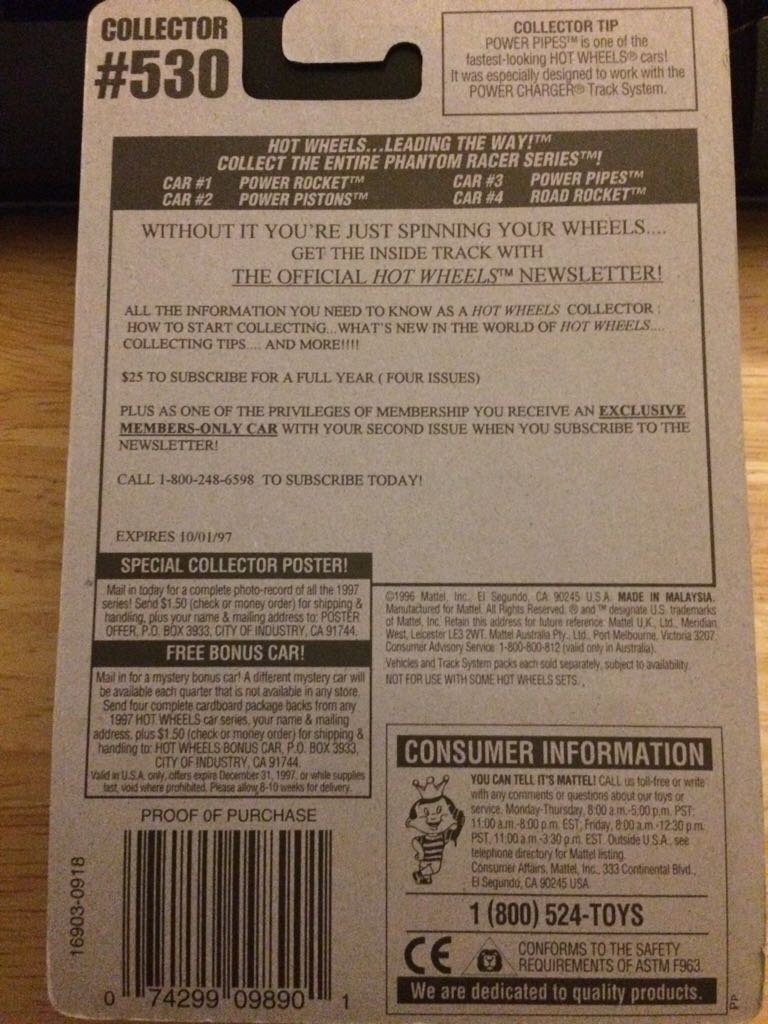 COLLECTOR
#530
COLLECTOR TIP
POWER PIPES™ is one of the
fastest-looking HOT WHEELS® cars!
It was especially designed to work with the
POWER CHARGER® Track System.
HOT WHEELS...LEADING THE WAY!™
COLLECT THE ENTIRE PHANTOM RACER SERIES™!
CAR #1 POWER ROCKET™ CAR #3 POWER PIPES™
CAR #2 POWER PISTONS™ CAR #4 ROAD ROCKET™
WITHOUT IT YOU'RE JUST SPINNING YOUR WHEELS....
GET THE INSIDE TRACK WITH
THE OFFICIAL HOT WHEELS™ NEWSLETTER!
ALL THE INFORMATION YOU NEED TO KNOW AS A HOT WHEELS COLLECTOR :
HOW TO START COLLECTING...WHAT'S NEW IN THE WORLD OF HOT WHEELS....
COLLECTING TIPS.... AND MORE!!!!
$25 TO SUBSCRIBE FOR A FULL YEAR ( FOUR ISSUES)
PLUS AS ONE OF THE PRIVILEGES OF MEMBERSHIP YOU RECEIVE AN EXCLUSIVE
MEMBERS-ONLY CAR WITH YOUR SECOND ISSUE WHEN YOU SUBSCRIBE TO THE
NEWSLETTER!
CALL 1-800-248-6598 TO SUBSCRIBE TODAY!
EXPIRES 10/01/97
SPECIAL COLLECTOR POSTER!
Mail in today for a complete photo-record of all the 1997
series! Send $1.50 (check or money order) for shipping &
handling, plus your name & mailing address to: POSTER
OFFER, P.O. BOX 3933, CITY OF INDUSTRY, CA 91744.
FREE BONUS CAR!
Mail in for a mystery bonus car! A different mystery car will
be available each quarter that is not available in any store.
Send four complete cardboard package backs from any
1997 HOT WHEELS car series, your name & mailing
address, plus $1.50 (check or money order) for shipping &
handling to: HOT WHEELS BONUS CAR, P.O. BOX 3933,
CITY OF INDUSTRY, CA 91744.
Valid in U.S.A. only, offers expire December 31, 1997, or while supplies
last, void where prohibited. Please allow 8-10 weeks for delivery.
©1996 Mattel, Inc., El Segundo, CA 90245 U.S.A. MADE IN MALAYSIA.
Manufactured for Mattel. All Rights Reserved. ® and ™ designate U.S. trademarks
of Mattel, Inc. Retain this address for future reference: Mattel U.K., Ltd., Meridian
West, Leicester LE3 2WT. Mattel Australia Pty., Ltd., Port Melbourne, Victoria 3207.
Consumer Advisory Service 1-800-800-812 (valid only in Australia).
Vehicles and Track System packs each sold separately, subject to availability.
NOT FOR USE WITH SOME HOT WHEELS SETS.
PROOF OF PURCHASE
16903-0918
0 74299 09890 1
CONSUMER INFORMATION
YOU CAN TELL IT'S MATTEL! CALL us toll-free or write
with any comments or questions about our toys or
service. Monday-Thursday, 8:00 a.m.-5:00 p.m. PST:
11:00 a.m.-8:00 p.m. EST; Friday, 8:00 a.m.-12:30 p.m.
PST, 11:00 a.m.-3:30 p.m. EST. Outside U.S.A., see
telephone directory for Mattel listing.
Consumer Affairs, Mattel, Inc., 333 Continental Blvd.,
El Segundo, CA 90245 USA
1 (800) 524-TOYS
CE CONFORMS TO THE SAFETY
REQUIREMENTS OF ASTM F963.
We are dedicated to quality products.
PP